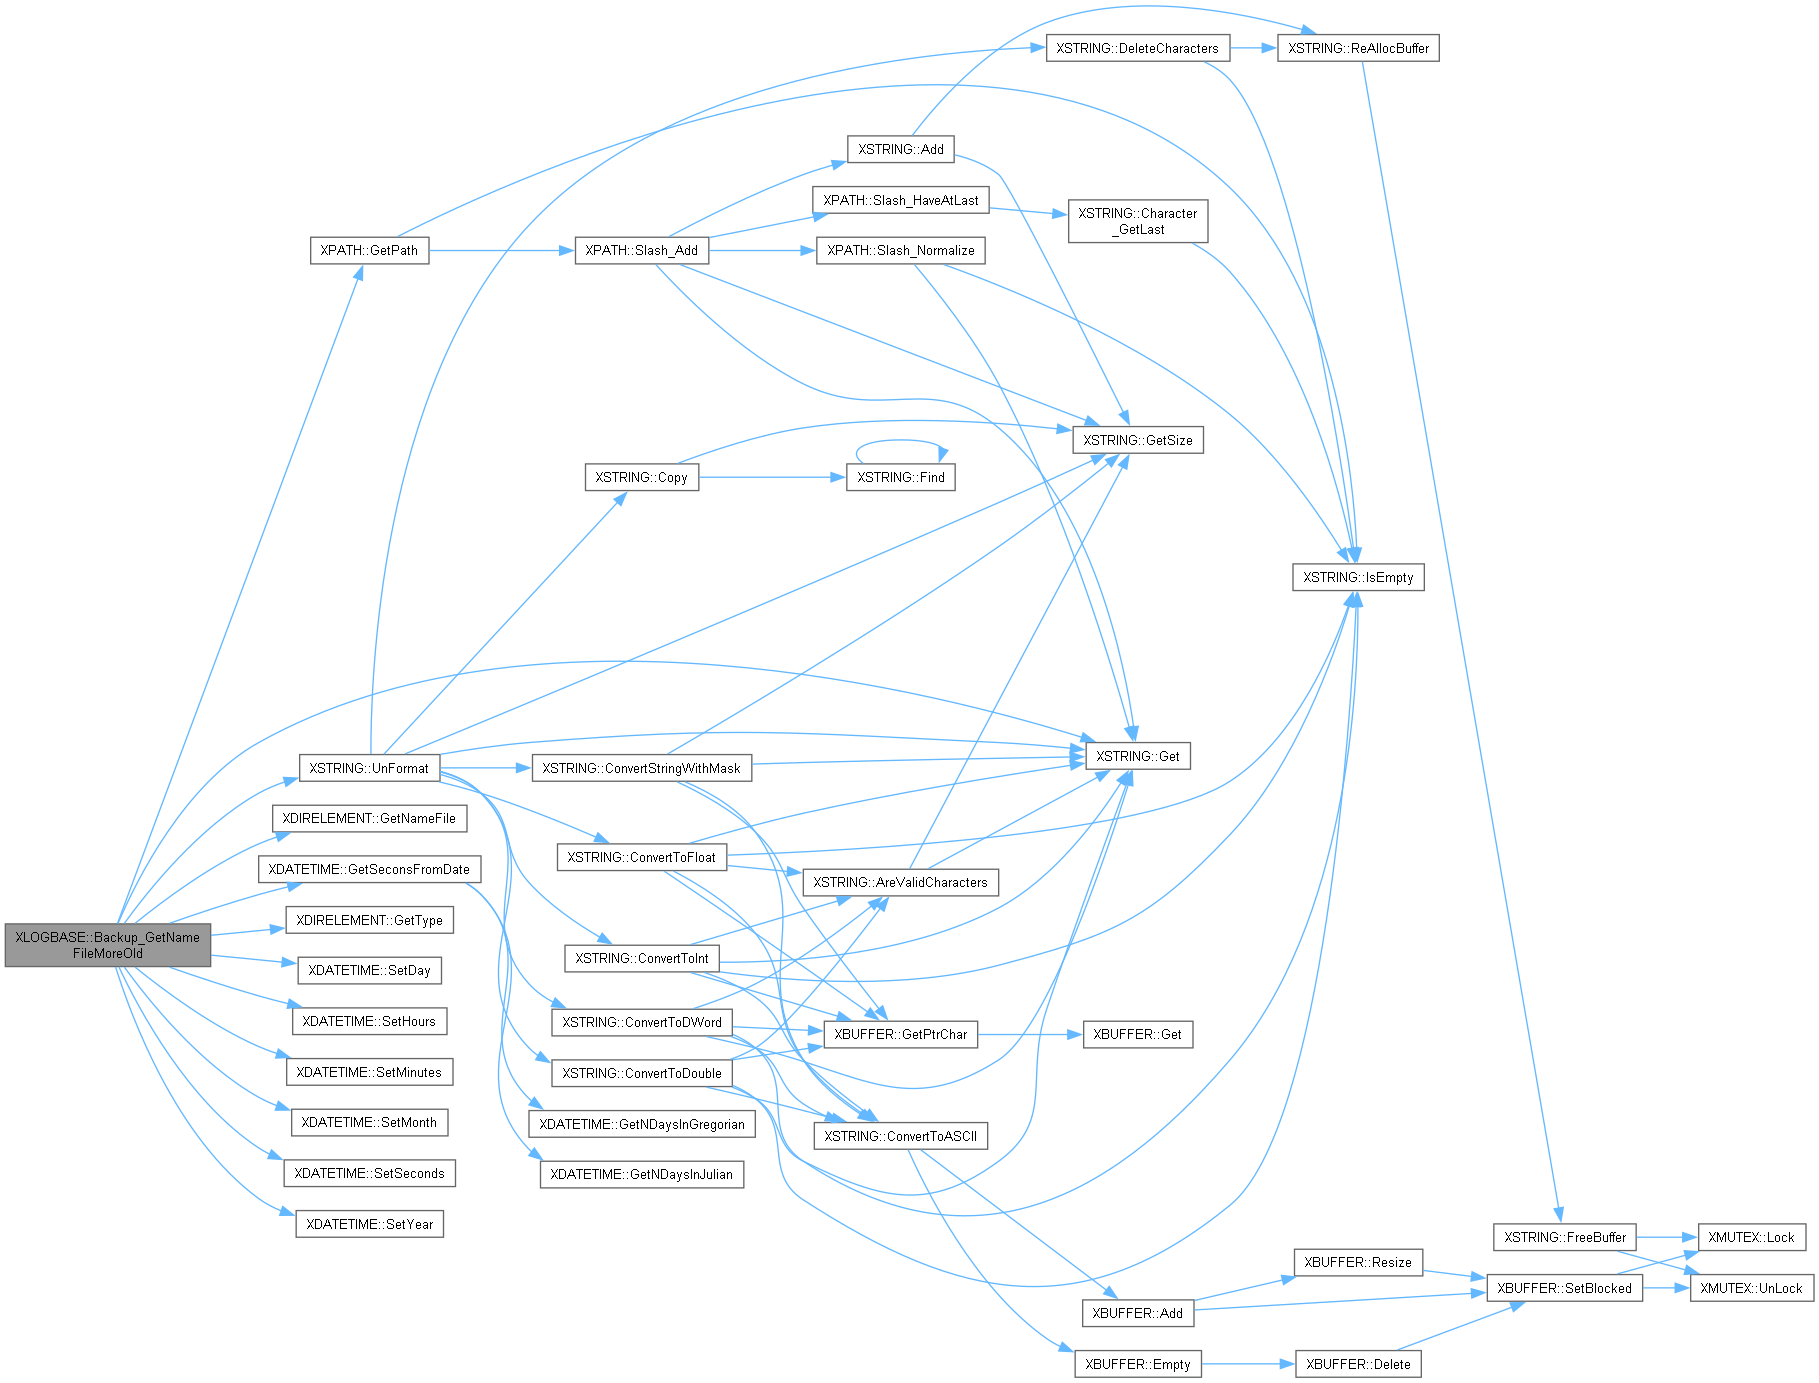 XSTRING::DeleteCharacters
XSTRING::ReAllocBuffer
XSTRING::Add
XPATH::Slash_HaveAtLast
XSTRING::Character
_GetLast
XPATH::GetPath
XPATH::Slash_Add
XPATH::Slash_Normalize
XSTRING::GetSize
XSTRING::Copy
XSTRING::Find
XSTRING::IsEmpty
XSTRING::Get
XSTRING::UnFormat
XSTRING::ConvertStringWithMask
XDIRELEMENT::GetNameFile
XSTRING::ConvertToFloat
XDATETIME::GetSeconsFromDate
XSTRING::AreValidCharacters
XDIRELEMENT::GetType
XLOGBASE::Backup_GetName
FileMoreOld
XSTRING::ConvertToInt
XDATETIME::SetDay
XDATETIME::SetHours
XSTRING::ConvertToDWord
XBUFFER::GetPtrChar
XBUFFER::Get
XDATETIME::SetMinutes
XSTRING::ConvertToDouble
XDATETIME::SetMonth
XDATETIME::GetNDaysInGregorian
XSTRING::ConvertToASCII
XDATETIME::SetSeconds
XDATETIME::GetNDaysInJulian
XDATETIME::SetYear
XSTRING::FreeBuffer
XMUTEX::Lock
XBUFFER::Resize
XBUFFER::SetBlocked
XMUTEX::UnLock
XBUFFER::Add
XBUFFER::Empty
XBUFFER::Delete